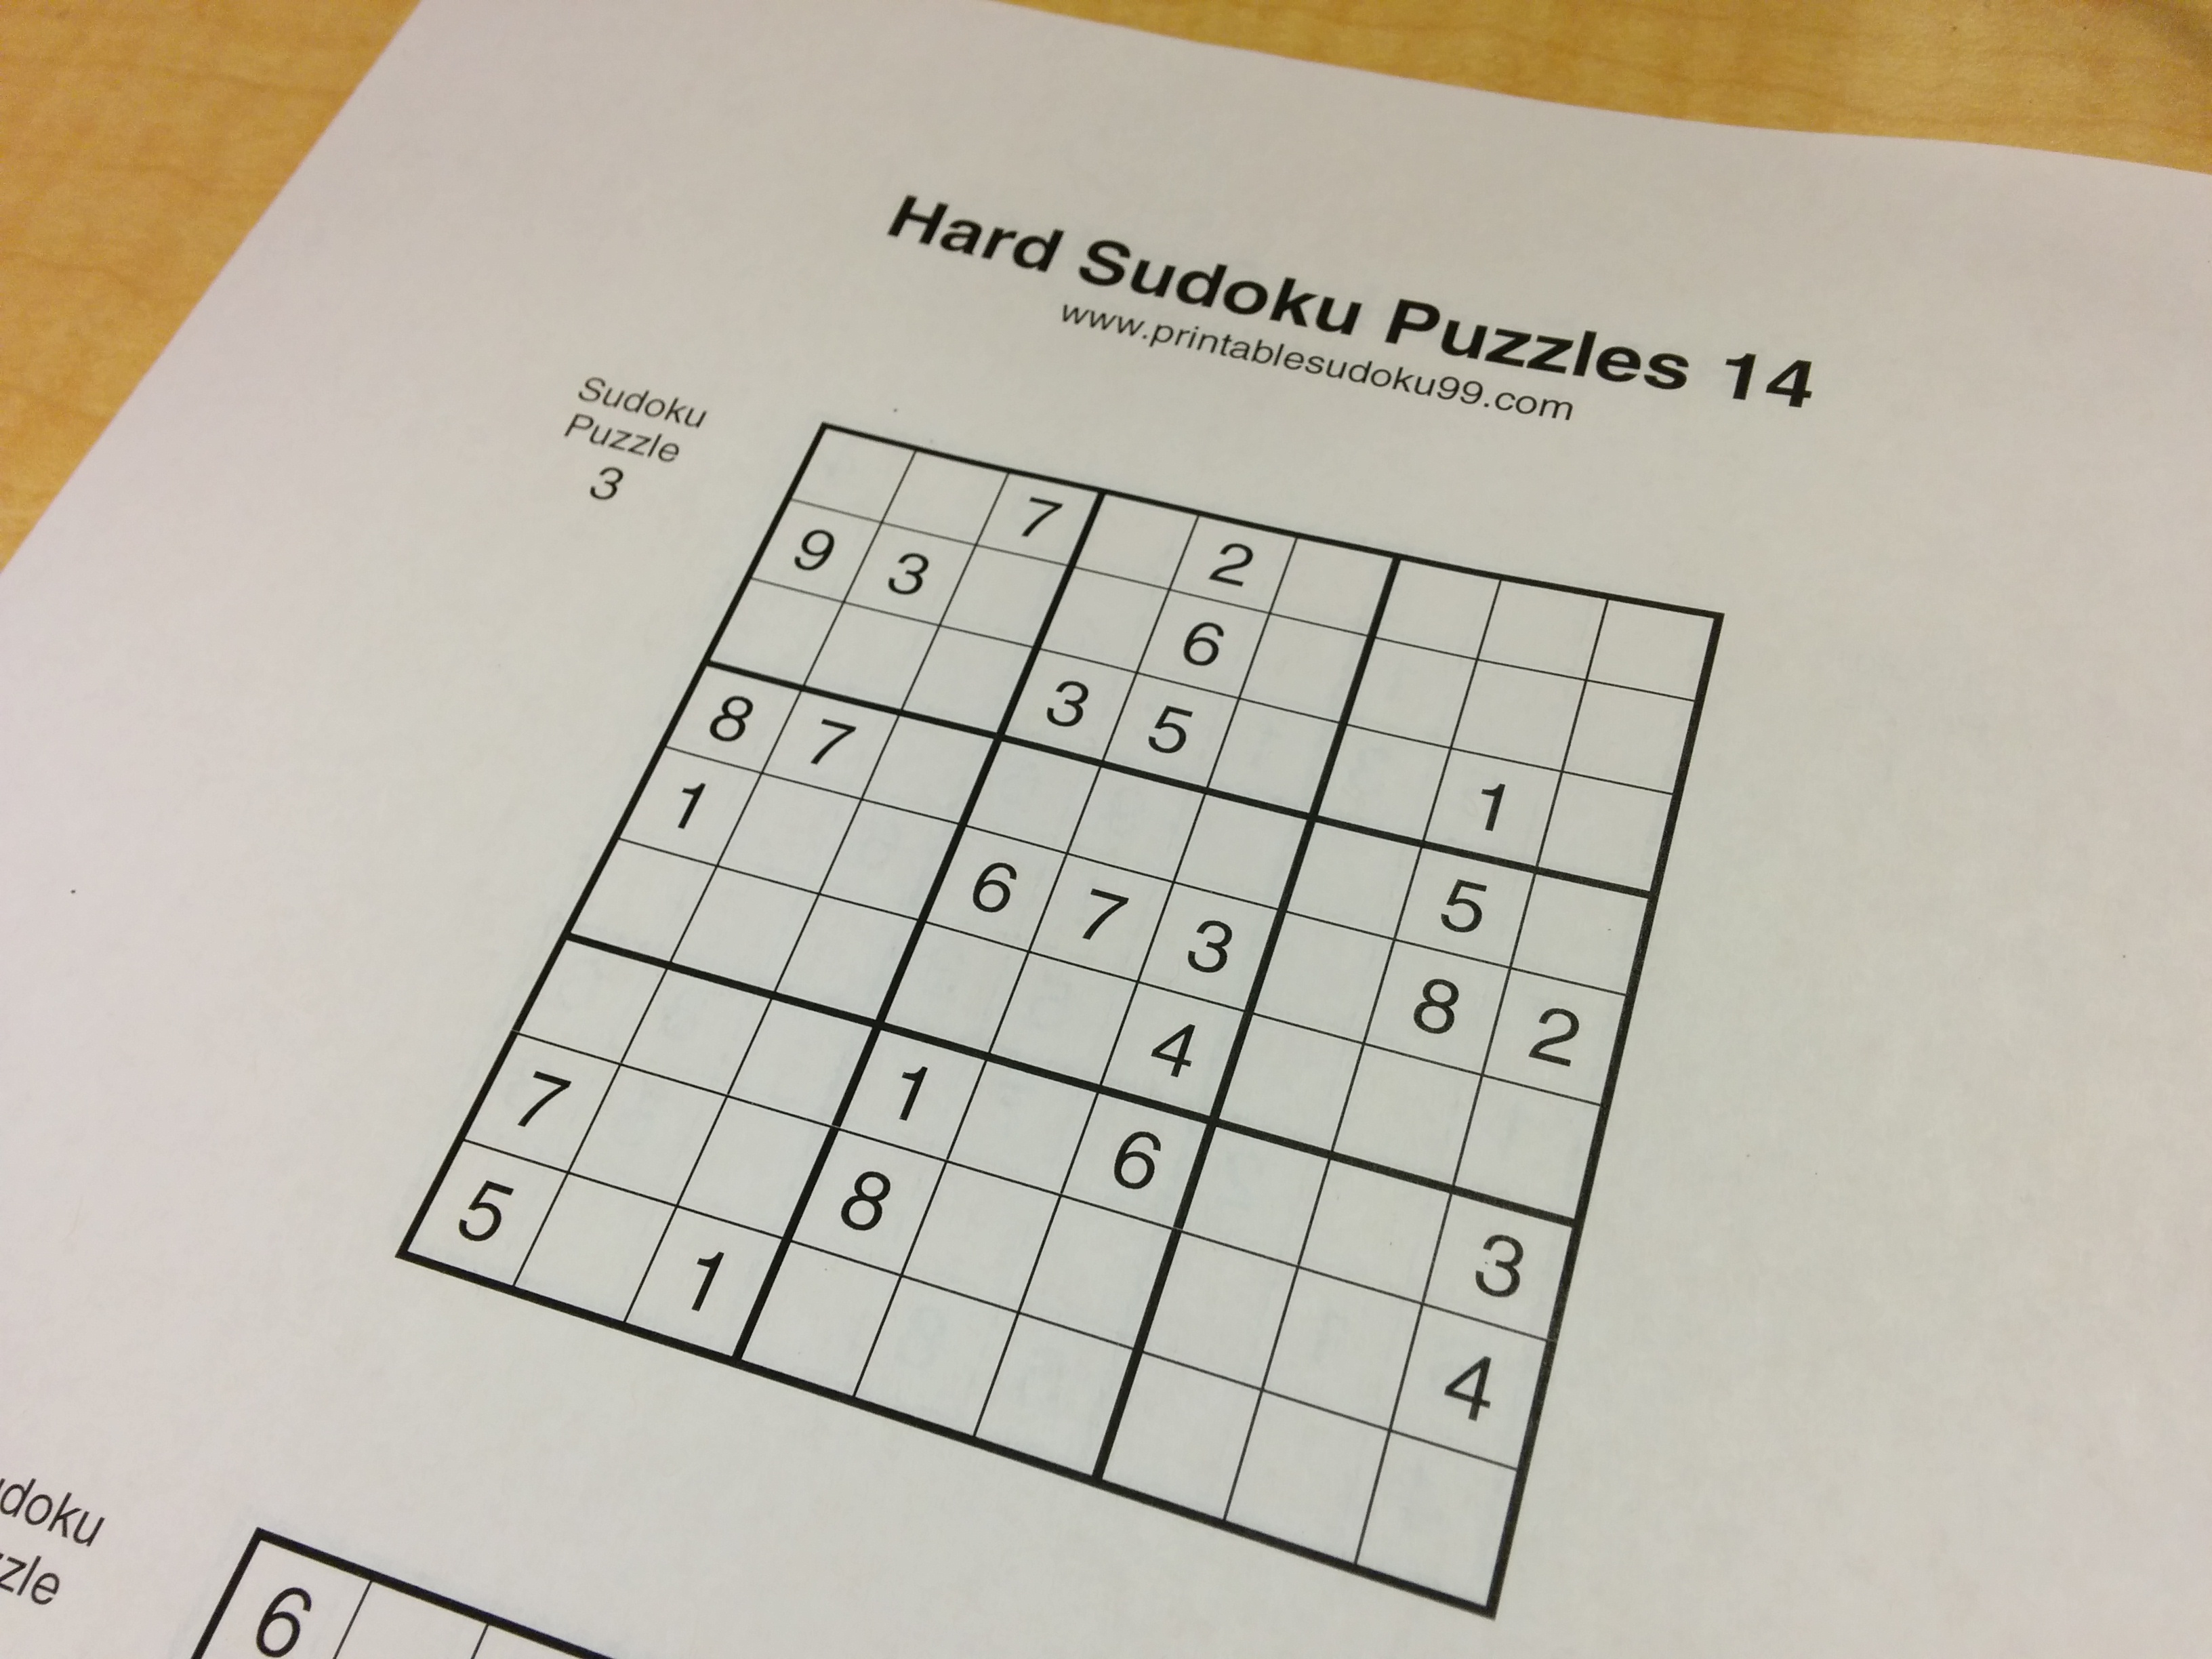 Hard Sudoku Puzzles 14
www.printablesudoku99.com
Sudoku
Puzzle
3
7 2
9 3 6
3 5 1
8 7 5
1 6 7 3 8 2
4
1 6 3
7 8 4
5 1
doku
zle
6